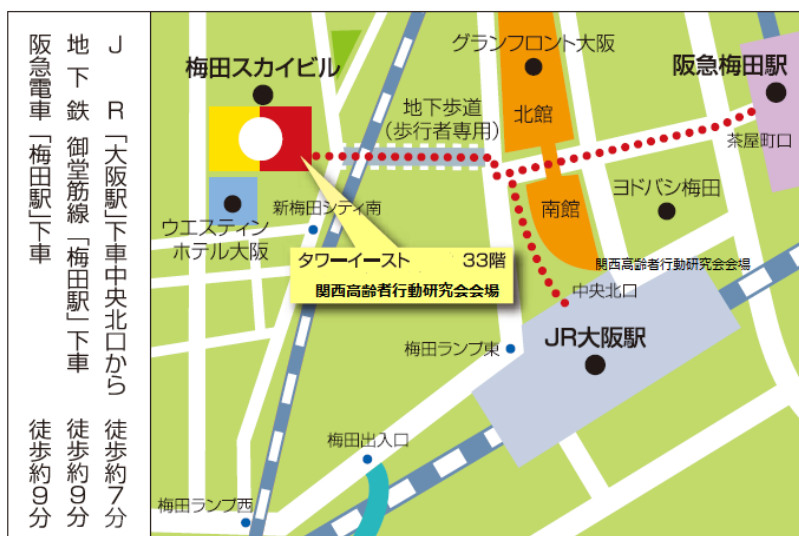 JR「大阪駅」下車中央北口から 徒歩約7分
地下鉄 御堂筋線「梅田駅」下車 徒歩約9分
阪急電車「梅田駅」下車 徒歩約9分
梅田スカイビル
グランフロント大阪
阪急梅田駅
地下歩道
(歩行者専用)
北館
茶屋町口
ウエスティン
ホテル大阪
新梅田シティ南
南館
ヨドバシ梅田
タワーイースト 33階
関西高齢者行動研究会会場
関西高齢者行動研究会会場
中央北口
梅田ランプ東
JR大阪駅
梅田出入口
梅田ランプ西